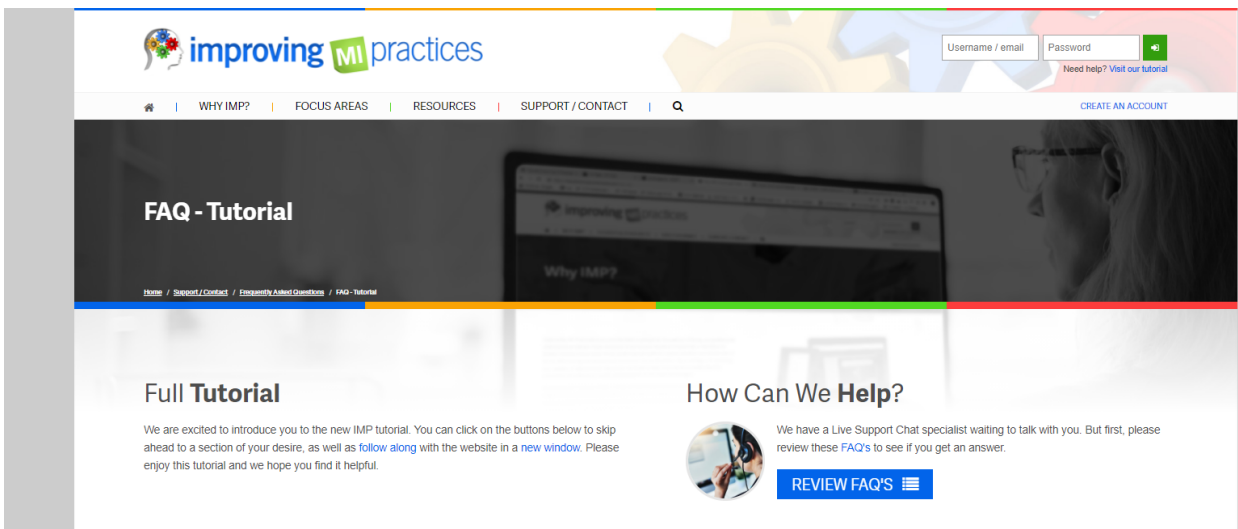 improving MI practices
Username / email
Password
Need help? Visit our tutorial
WHY IMP? | FOCUS AREAS | RESOURCES | SUPPORT / CONTACT |
CREATE AN ACCOUNT
improving MI practices
Why IMP?
FAQ - Tutorial
Home / Support / Contact / Frequently Asked Questions / FAQ - Tutorial
Full Tutorial
We are excited to introduce you to the new IMP tutorial. You can click on the buttons below to skip
ahead to a section of your desire, as well as follow along with the website in a new window. Please
enjoy this tutorial and we hope you find it helpful.
How Can We Help?
We have a Live Support Chat specialist waiting to talk with you. But first, please
review these FAQ's to see if you get an answer.
REVIEW FAQ'S